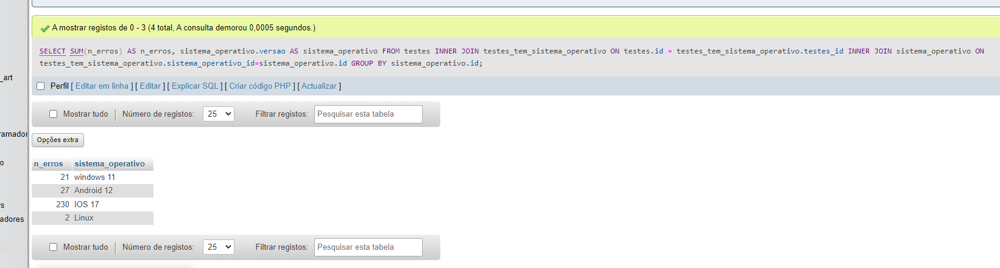 A mostrar registos de 0 - 3 (4 total, A consulta demorou 0,0005 segundos.)
SELECT SUM(n_erros) AS n_erros, sistema_operativo.versao AS sistema_operativo FROM testes INNER JOIN testes_tem_sistema_operativo ON testes.id = testes_tem_sistema_operativo.testes_id INNER JOIN sistema_operativo ON
testes_tem_sistema_operativo.sistema_operativo_id=sistema_operativo.id GROUP BY sistema_operativo.id;
_art
Perfil [ Editar em linha ] [ Editar ] [ Explicar SQL ] [ Criar código PHP ] [ Actualizar ]
Mostrar tudo Número de registos: 25 Filtrar registos: Pesquisar esta tabela
ramador
Opções extra
o
n_erros sistema_operativo
21 windows 11
27 Android 12
rs
230 IOS 17
adores
2 Linux
Mostrar tudo Número de registos: 25 Filtrar registos: Pesquisar esta tabela